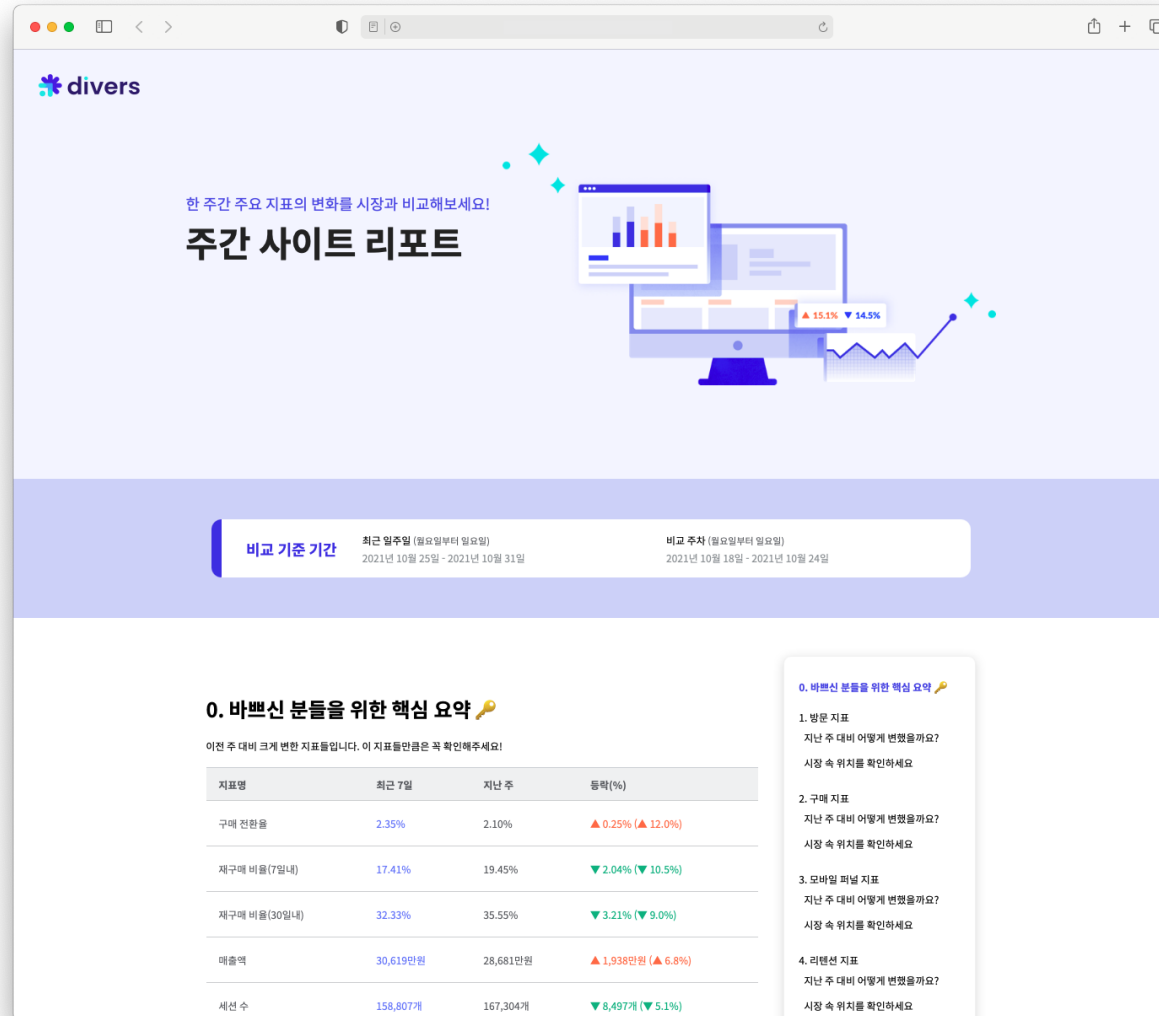 divers
한 주간 주요 지표의 변화를 시장과 비교해보세요!
주간 사이트 리포트
▲ 15.1% ▼ 14.5%
비교 기준 기간
최근 일주일 (월요일부터 일요일)
2021년 10월 25일 - 2021년 10월 31일
비교 주차 (월요일부터 일요일)
2021년 10월 18일 - 2021년 10월 24일
0. 바쁘신 분들을 위한 핵심 요약🔑
이전 주 대비 크게 변한 지표들입니다. 이 지표들만큼은 꼭 확인해주세요!
지표명 최근 7일 지난 주 등락(%)
구매 전환율 2.35% 2.10% ▲ 0.25% (▲ 12.0%)
재구매 비율(7일내) 17.41% 19.45% ▼ 2.04% (▼ 10.5%)
재구매 비율(30일내) 32.33% 35.55% ▼ 3.21% (▼ 9.0%)
매출액 30,619만원 28,681만원 ▲ 1,938만원 (▲ 6.8%)
세션 수 158,807개 167,304개 ▼ 8,497개 (▼ 5.1%)
0. 바쁘신 분들을 위한 핵심 요약 🔑
1. 방문 지표
지난 주 대비 어떻게 변했을까요?
시장 속 위치를 확인하세요
2. 구매 지표
지난 주 대비 어떻게 변했을까요?
시장 속 위치를 확인하세요
3. 모바일 퍼널 지표
지난 주 대비 어떻게 변했을까요?
시장 속 위치를 확인하세요
4. 리텐션 지표
지난 주 대비 어떻게 변했을까요?
시장 속 위치를 확인하세요